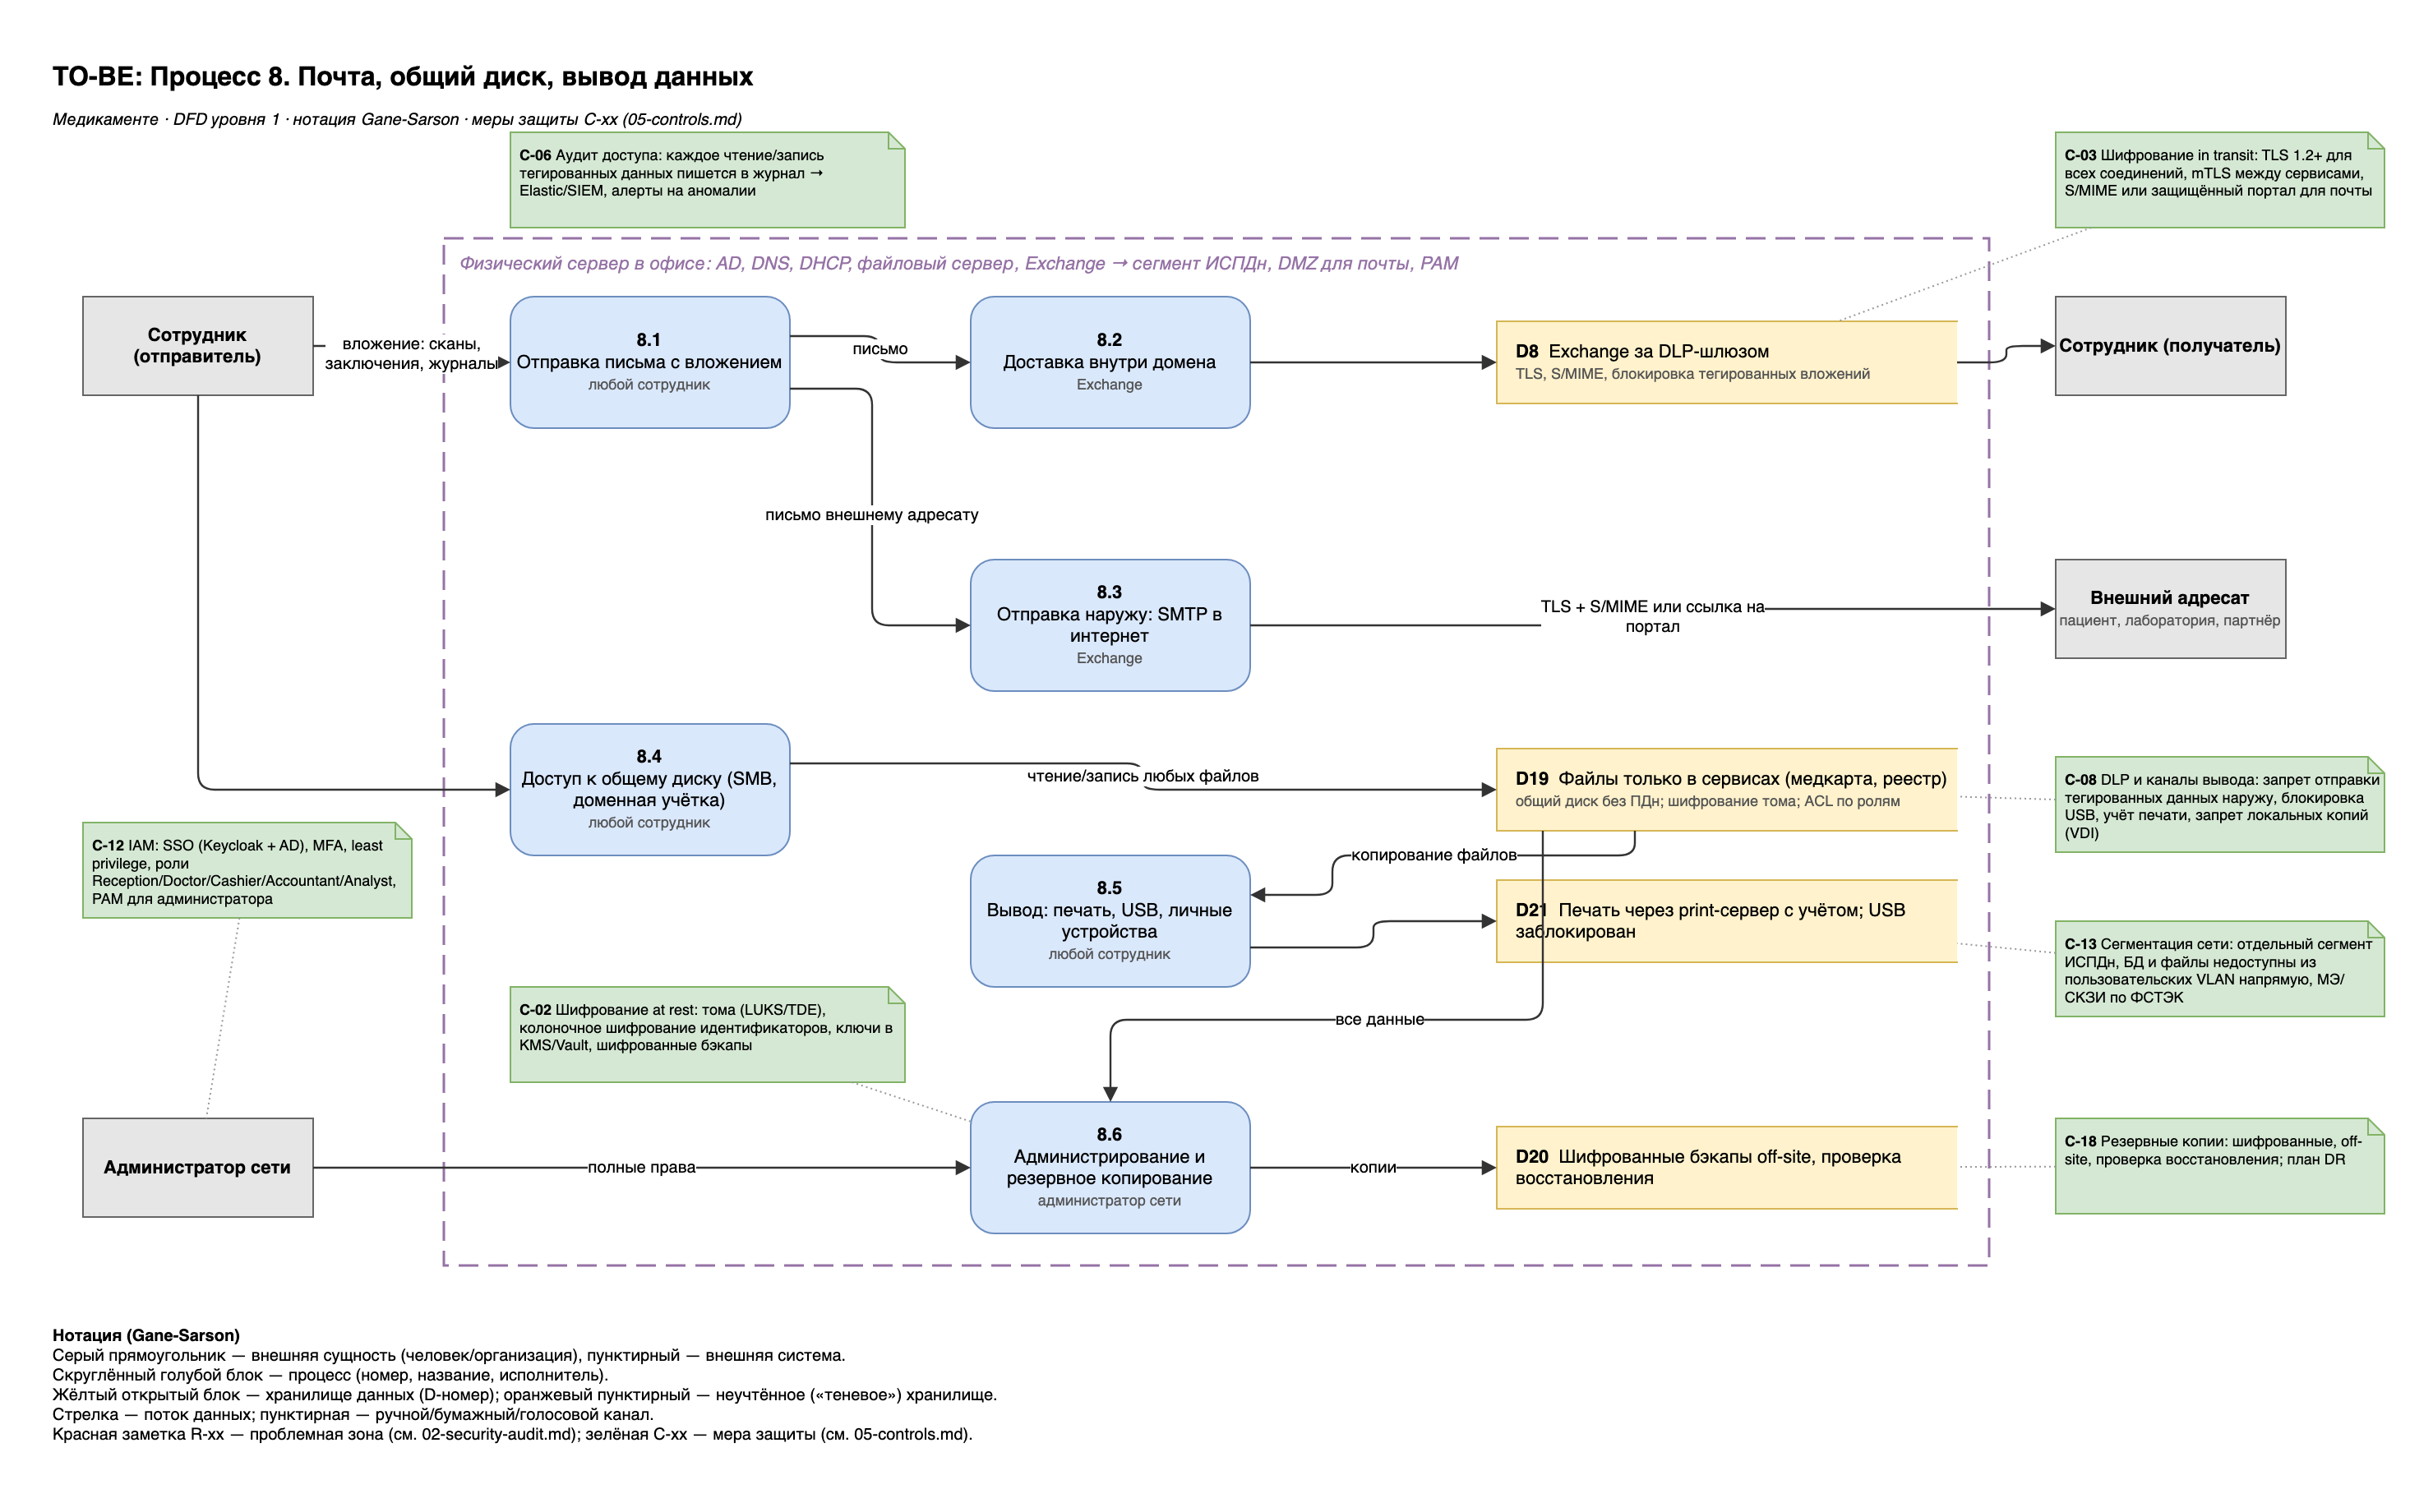 TO-BE: Процесс 8. Почта, общий диск, вывод данных
Медикаменте · DFD уровня 1 · нотация Gane-Sarson · меры защиты C-xx (05-controls.md)
C-06 Аудит доступа: каждое чтение/запись
тегированных данных пишется в журнал →
Elastic/SIEM, алерты на аномалии
C-03 Шифрование in transit: TLS 1.2+ для
всех соединений, mTLS между сервисами,
S/MIME или защищённый портал для почты
Физический сервер в офисе: AD, DNS, DHCP, файловый сервер, Exchange → сегмент ИСПДн, DMZ для почты, PAM
Сотрудник
(отправитель)
вложение: сканы,
заключения, журналы
8.1
Отправка письма с вложением
любой сотрудник
письмо
8.2
Доставка внутри домена
Exchange
D8 Exchange за DLP-шлюзом
TLS, S/MIME, блокировка тегированных вложений
Сотрудник (получатель)
письмо внешнему адресату
8.3
Отправка наружу: SMTP в
интернет
Exchange
TLS + S/MIME или ссылка на
портал
Внешний адресат
пациент, лаборатория, партнёр
8.4
Доступ к общему диску (SMB,
доменная учётка)
любой сотрудник
чтение/запись любых файлов
D19 Файлы только в сервисах (медкарта, реестр)
общий диск без ПДн; шифрование тома; ACL по ролям
C-08 DLP и каналы вывода: запрет отправки
тегированных данных наружу, блокировка
USB, учёт печати, запрет локальных копий
(VDI)
C-12 IAM: SSO (Keycloak + AD), MFA, least
privilege, роли
Reception/Doctor/Cashier/Accountant/Analyst,
PAM для администратора
копирование файлов
8.5
Вывод: печать, USB, личные
устройства
любой сотрудник
D21 Печать через print-сервер с учётом; USB
заблокирован
C-13 Сегментация сети: отдельный сегмент
ИСПДн, БД и файлы недоступны из
пользовательских VLAN напрямую, МЭ/
СКЗИ по ФСТЭК
C-02 Шифрование at rest: тома (LUKS/TDE),
колоночное шифрование идентификаторов, ключи в
KMS/Vault, шифрованные бэкапы
все данные
Администратор сети
полные права
8.6
Администрирование и
резервное копирование
администратор сети
копии
D20 Шифрованные бэкапы off-site, проверка
восстановления
C-18 Резервные копии: шифрованные, off-
site, проверка восстановления; план DR
Нотация (Gane-Sarson)
Серый прямоугольник — внешняя сущность (человек/организация), пунктирный — внешняя система.
Скруглённый голубой блок — процесс (номер, название, исполнитель).
Жёлтый открытый блок — хранилище данных (D-номер); оранжевый пунктирный — неучтённое («теневое») хранилище.
Стрелка — поток данных; пунктирная — ручной/бумажный/голосовой канал.
Красная заметка R-xx — проблемная зона (см. 02-security-audit.md); зелёная C-xx — мера защиты (см. 05-controls.md).